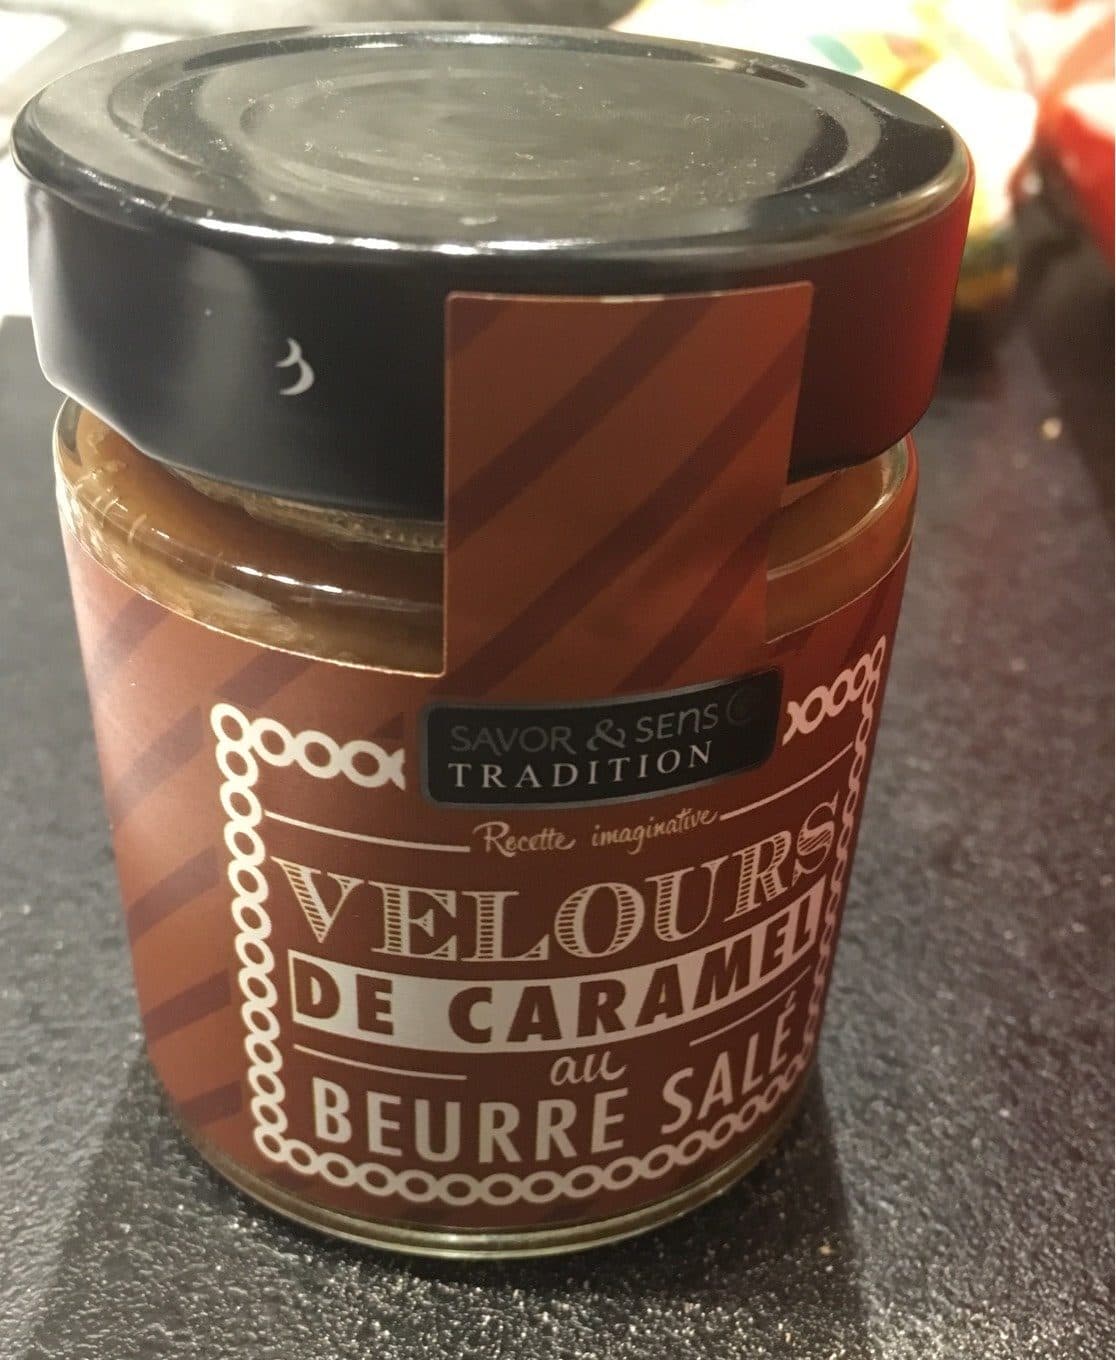 SAVOR & SENS
TRADITION
Recette imaginative
VELOURS
DE CARAMEL
au
BEURRE SALÉ